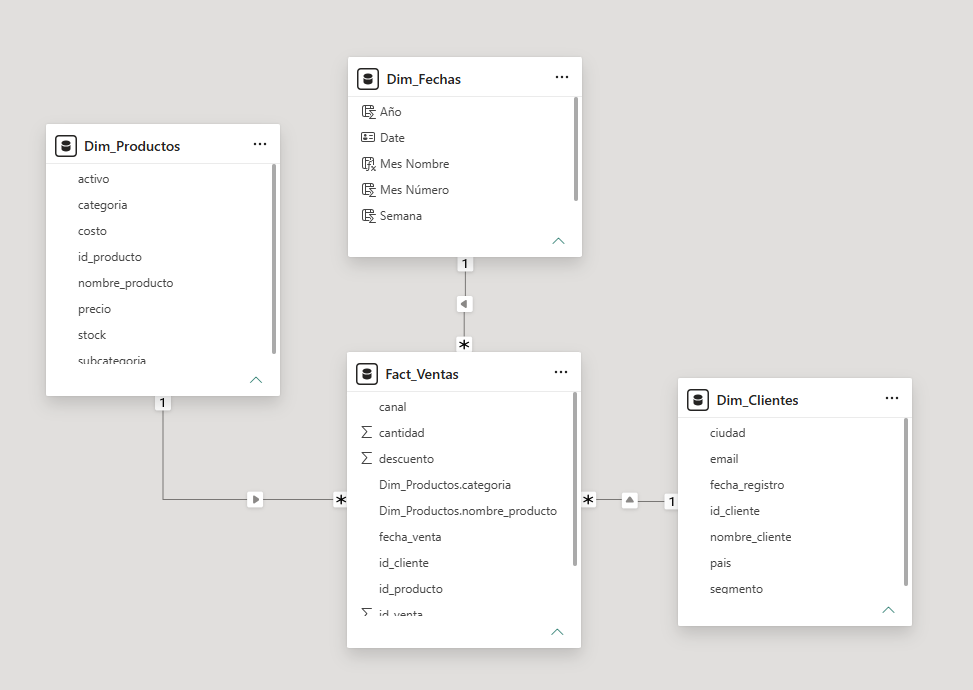 Dim_Fechas
Año
Date
Mes Nombre
Mes Número
Semana
1
*
Dim_Productos
activo
categoria
costo
id_producto
nombre_producto
precio
stock
subcategoria
1
*
Fact_Ventas
canal
cantidad
descuento
Dim_Productos.categoria
Dim_Productos.nombre_producto
fecha_venta
id_cliente
id_producto
id_venta
*
1
Dim_Clientes
ciudad
email
fecha_registro
id_cliente
nombre_cliente
pais
segmento